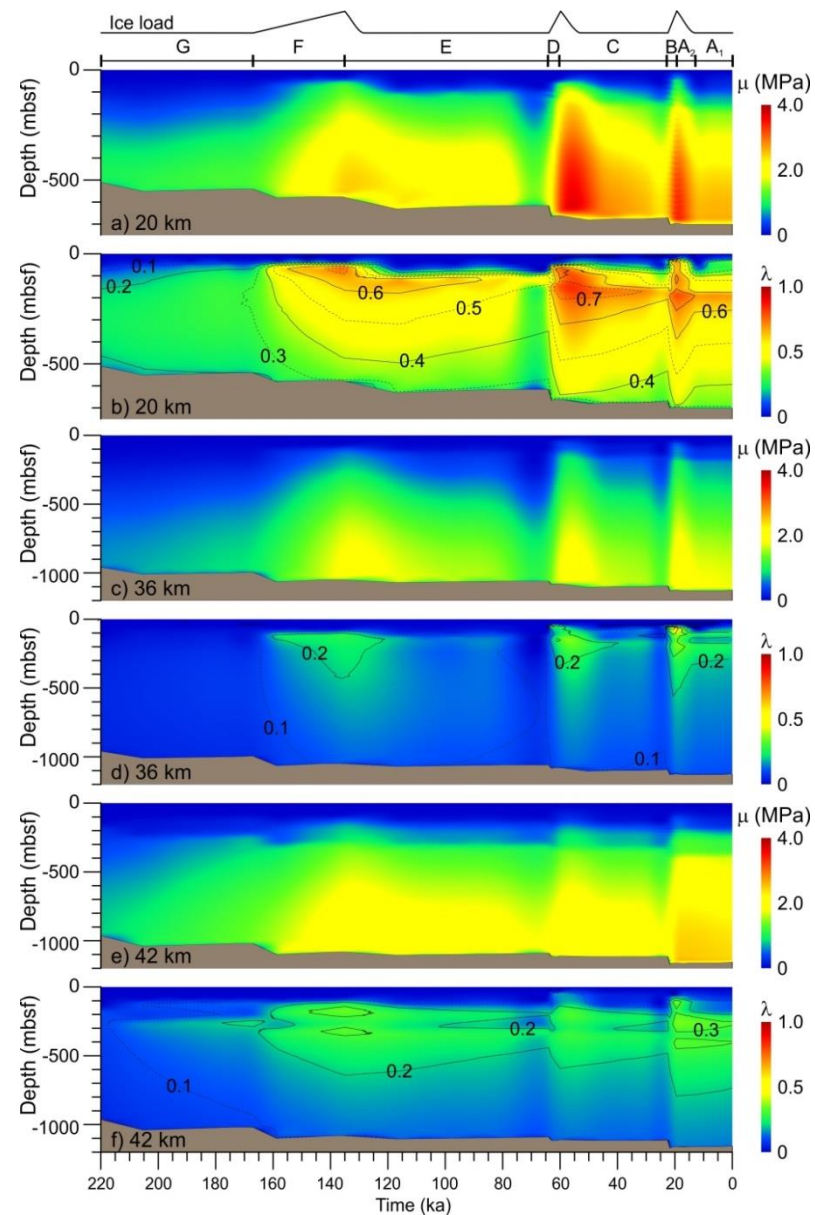 Ice load
G F E D C B A₂ A₁
0
-500
Depth (mbsf)
a) 20 km
μ (MPa)
4.0
2.0
0
0
-500
Depth (mbsf)
0.1
0.2
0.3
0.6
0.5
0.4
0.7
0.4
0.6
b) 20 km
λ
1.0
0.5
0
0
-500
-1000
Depth (mbsf)
c) 36 km
μ (MPa)
4.0
2.0
0
0
-500
-1000
Depth (mbsf)
0.2
0.1
0.2
0.1
0.2
d) 36 km
λ
1.0
0.5
0
0
-500
-1000
Depth (mbsf)
e) 42 km
μ (MPa)
4.0
2.0
0
0
-500
-1000
Depth (mbsf)
0.1
0.2
0.2
0.3
f) 42 km
λ
1.0
0.5
0
220 200 180 160 140 120 100 80 60 40 20 0
Time (ka)